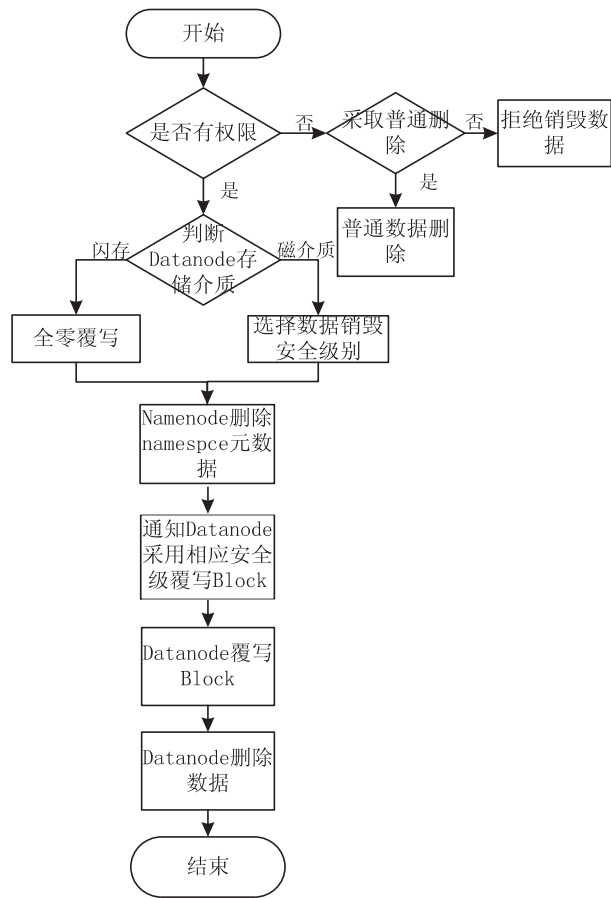 开始
是否有权限
否
采取普通删
除
否
拒绝销毁数
据
是
是
普通数据删
除
判断
Datanode存
储介质
闪存
磁介质
全零覆写
选择数据销毁
安全级别
Namenode删除
namespce元数
据
通知Datanode
采用相应安全
级覆写Block
Datanode覆写
Block
Datanode删除
数据
结束